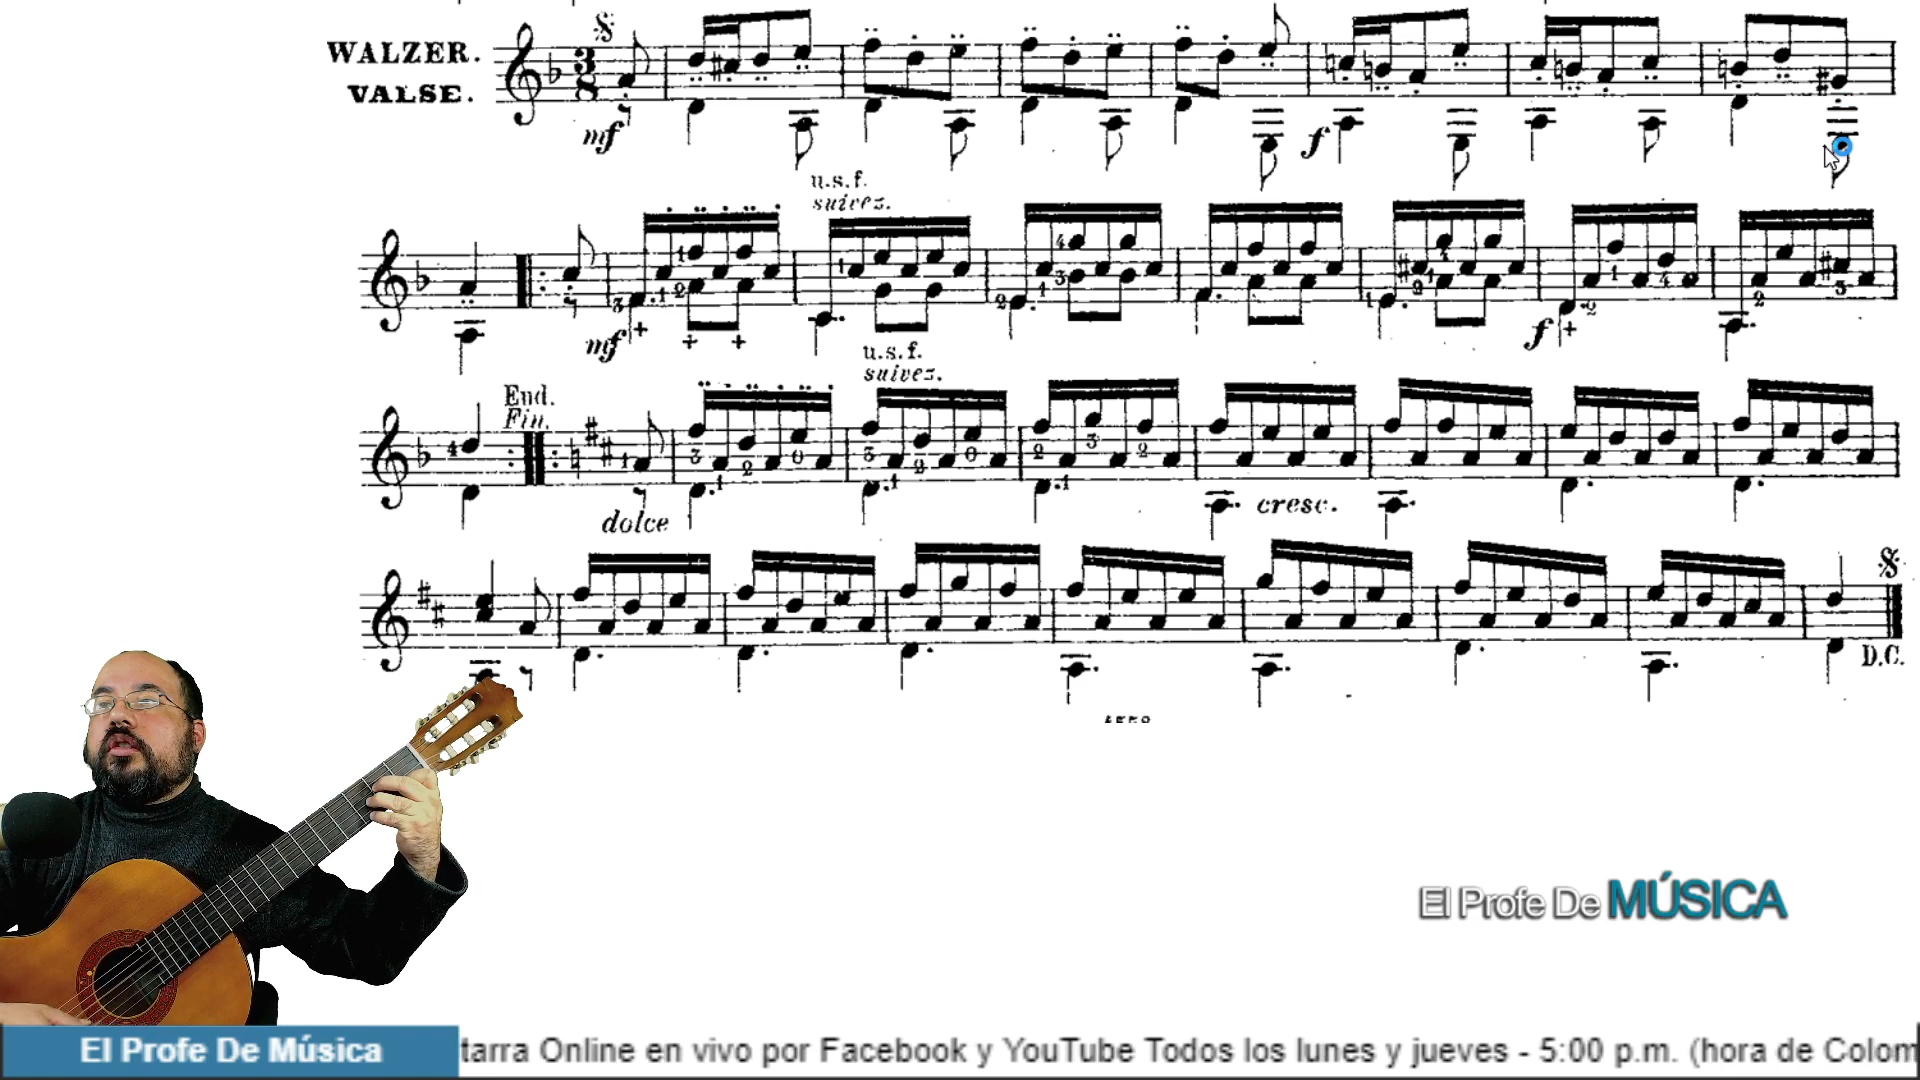 WALZER.
VALSE.
mf
f
u.s.f.
suivez.
mf
f
u.s.f.
suivez.
End.
Fin.
dolce
cresc.
D.C.
El Profe De MÚSICA
El Profe De Música
tarra Online en vivo por Facebook y YouTube Todos los lunes y jueves - 5:00 p.m. (hora de Colom